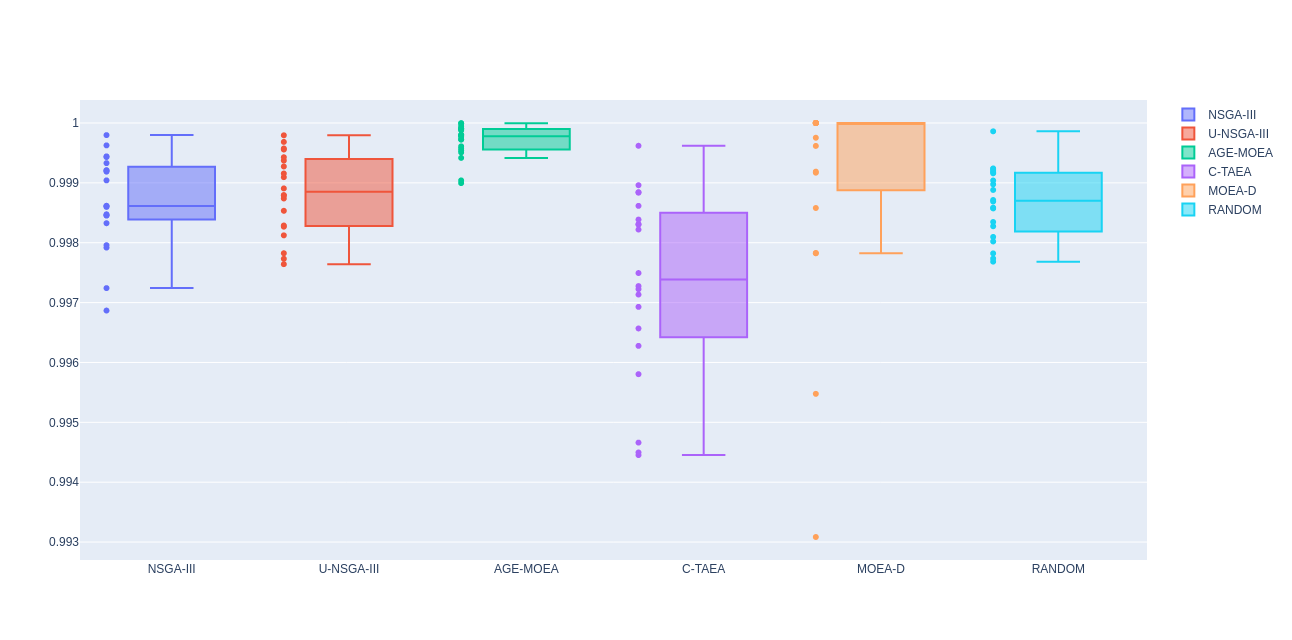 1
0.999
0.998
0.997
0.996
0.995
0.994
0.993
NSGA-III
U-NSGA-III
AGE-MOEA
C-TAEA
MOEA-D
RANDOM
NSGA-III
U-NSGA-III
AGE-MOEA
C-TAEA
MOEA-D
RANDOM